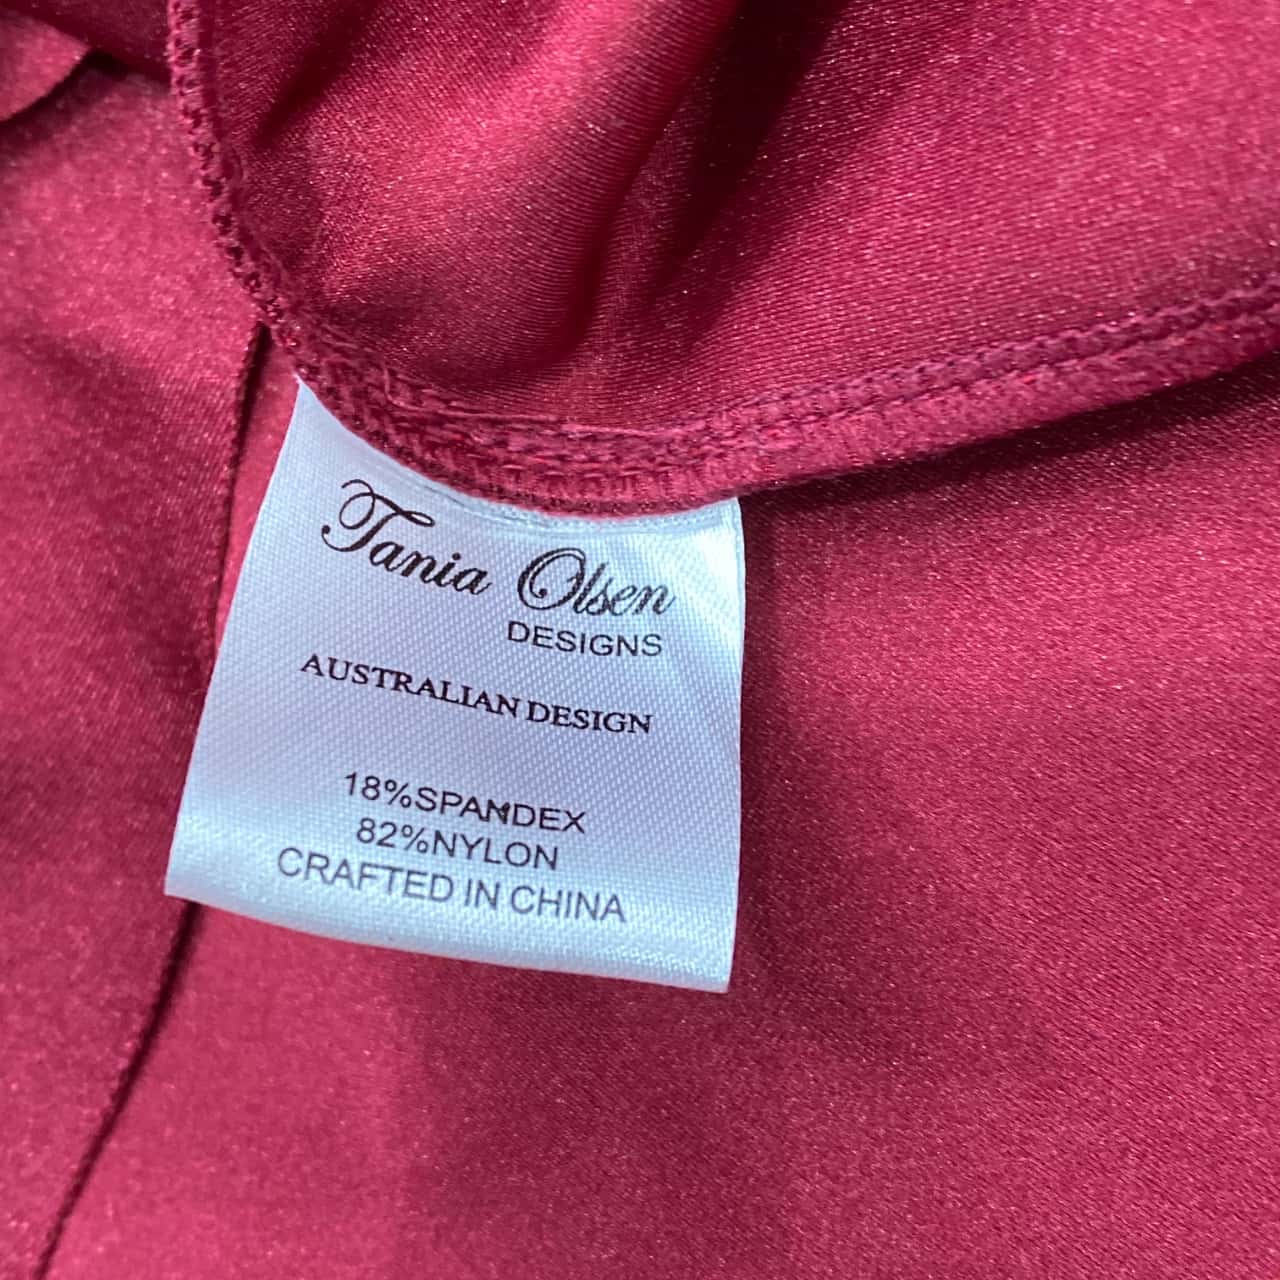 Tania Olsen
DESIGNS
AUSTRALIAN DESIGN
18%SPANDEX
82%NYLON
CRAFTED IN CHINA